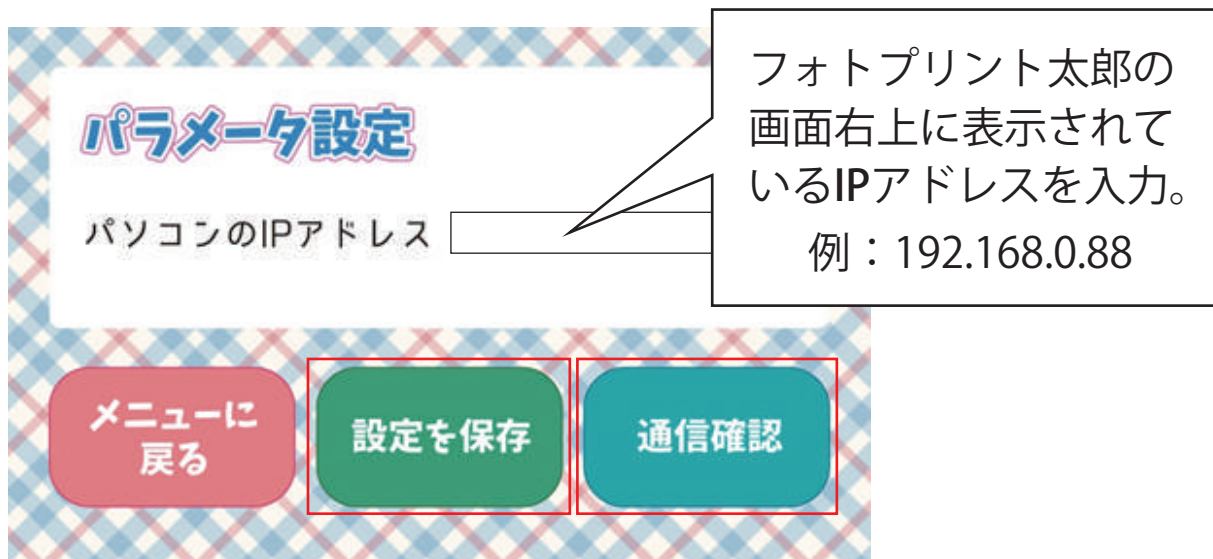 フォトプリント太郎の
画面右上に表示されて
いるIPアドレスを入力。
例：192.168.0.88
パラメータ設定
パソコンのIPアドレス
メニューに
戻る
設定を保存
通信確認